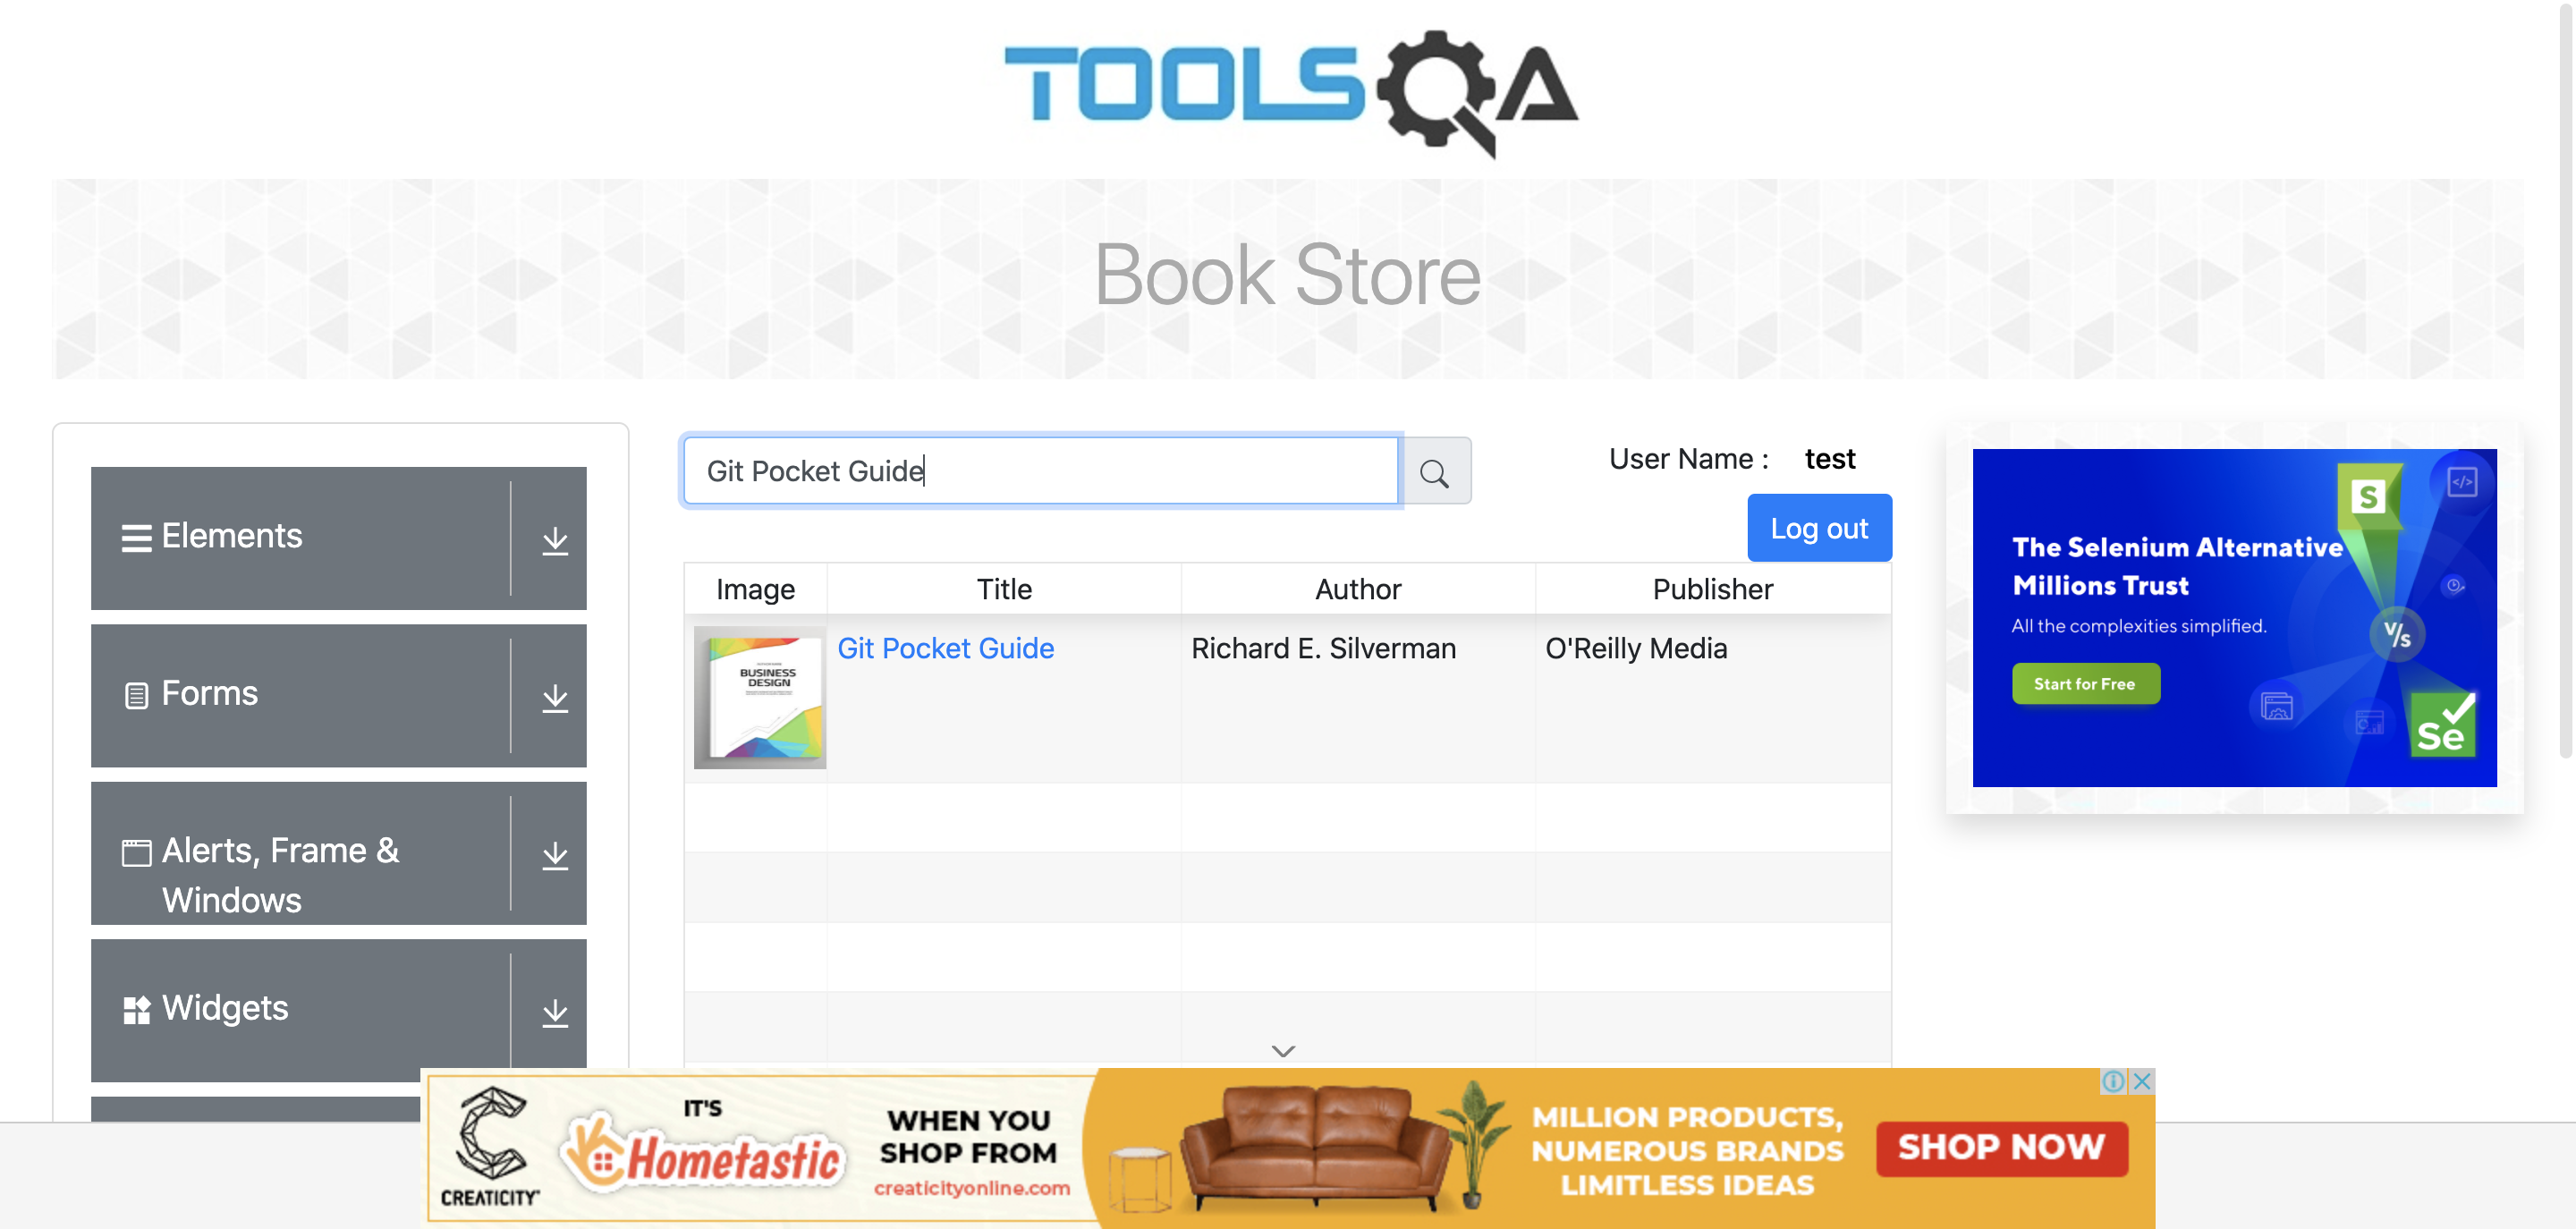 TOOLSQA
Book Store
Git Pocket Guide
User Name : test
Log out
Elements
Forms
Alerts, Frame &
Windows
Widgets
Image Title Author Publisher
BUSINESS
DESIGN
Git Pocket Guide Richard E. Silverman O'Reilly Media
The Selenium Alternative
Millions Trust
All the complexities simplified.
Start for Free
S
</>
V/s
Se
CREATICITY
IT'S
Hometastic
WHEN YOU
SHOP FROM
creaticityonline.com
MILLION PRODUCTS,
NUMEROUS BRANDS
LIMITLESS IDEAS
SHOP NOW